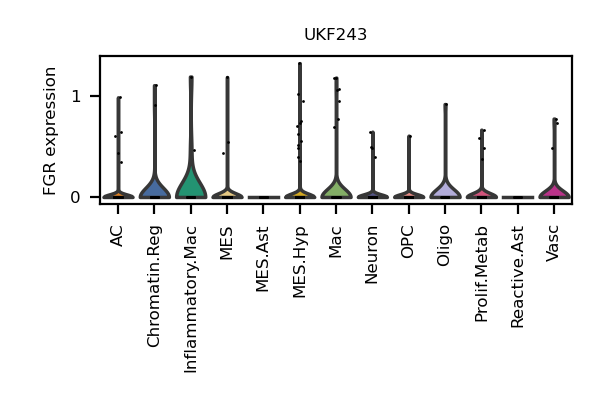 UKF243
FGR expression
1
0
AC
Chromatin.Reg
Inflammatory.Mac
MES
MES.Ast
MES.Hyp
Mac
Neuron
OPC
Oligo
Prolif.Metab
Reactive.Ast
Vasc